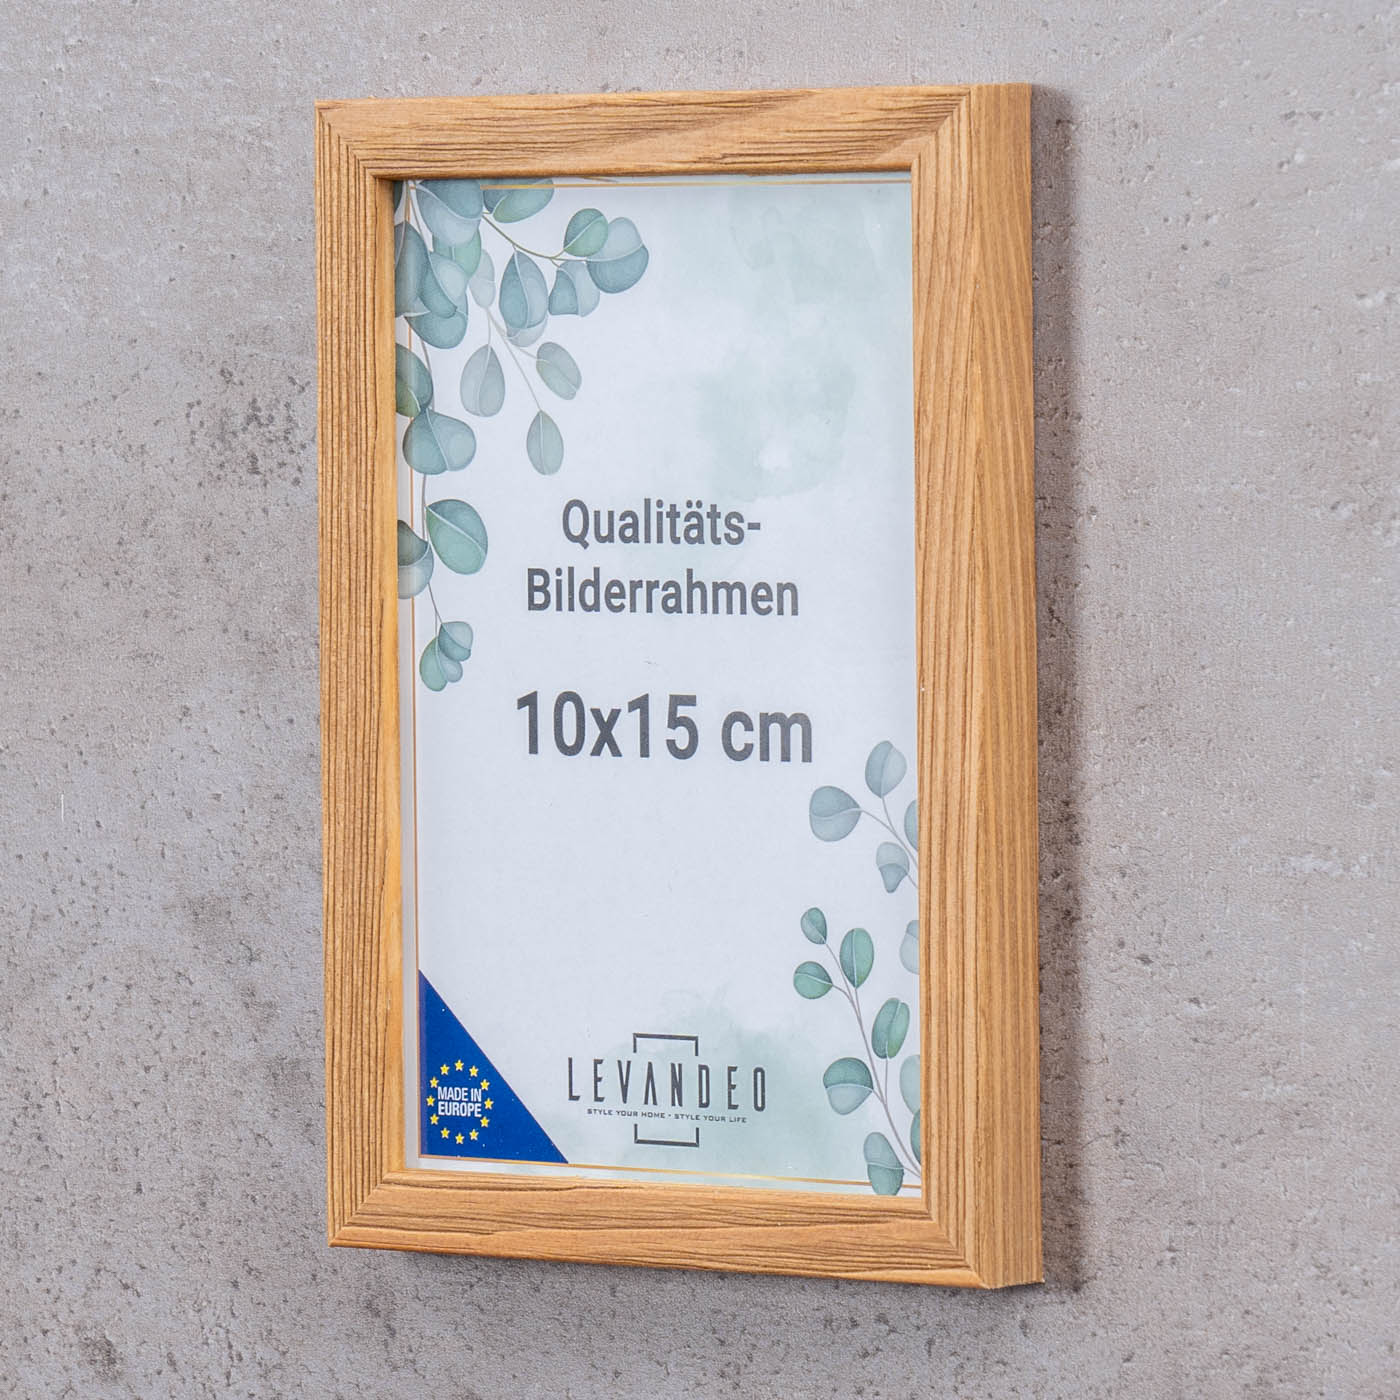 Qualitäts-
Bilderrahmen
10x15 cm
MADE IN
EUROPE
LEVANDEO
STYLE YOUR HOME • STYLE YOUR LIFE